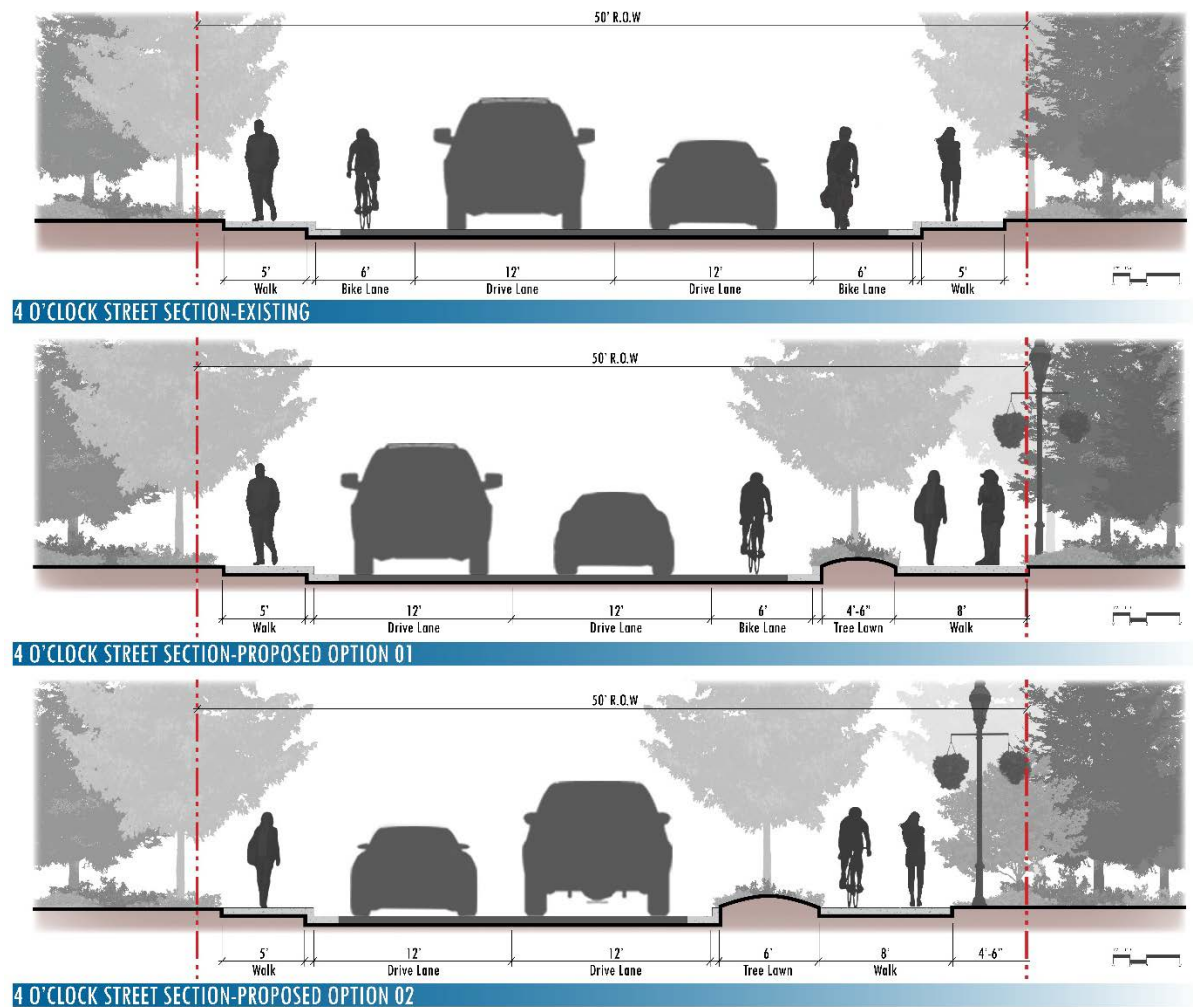 50' R.O.W
5' 6' 12' 12' 6' 5'
Walk Bike Lane Drive Lane Drive Lane Bike Lane Walk
4 O'CLOCK STREET SECTION-EXISTING
50' R.O.W
5' 12' 12' 6' 4'-6" 8'
Walk Drive Lane Drive Lane Bike Lane Tree Lawn Walk
4 O'CLOCK STREET SECTION-PROPOSED OPTION 01
50' R.O.W
5' 12' 12' 6' 8' 4'-6"
Walk Drive Lane Drive Lane Tree Lawn Walk
4 O'CLOCK STREET SECTION-PROPOSED OPTION 02